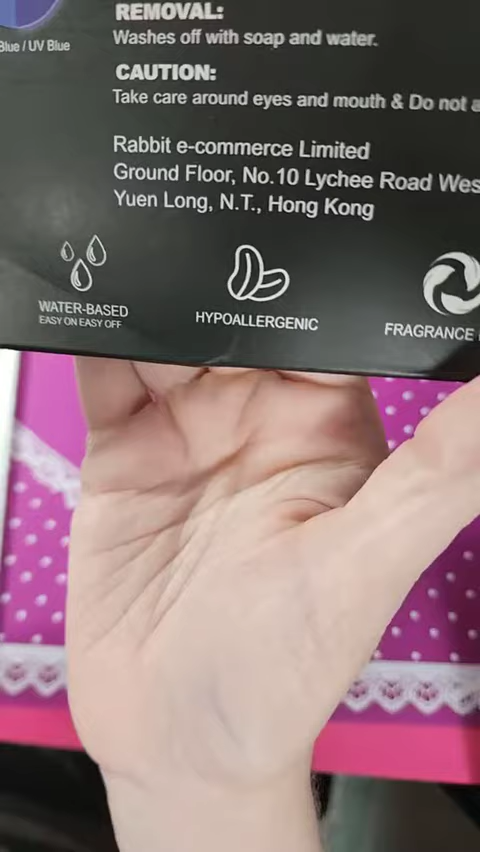 Blue / UV Blue
REMOVAL:
Washes off with soap and water.
CAUTION:
Take care around eyes and mouth & Do not
Rabbit e-commerce Limited
Ground Floor, No.10 Lychee Road Wes
Yuen Long, N.T., Hong Kong
WATER-BASED
EASY ON EASY OFF
HYPOALLERGENIC
FRAGRANCE